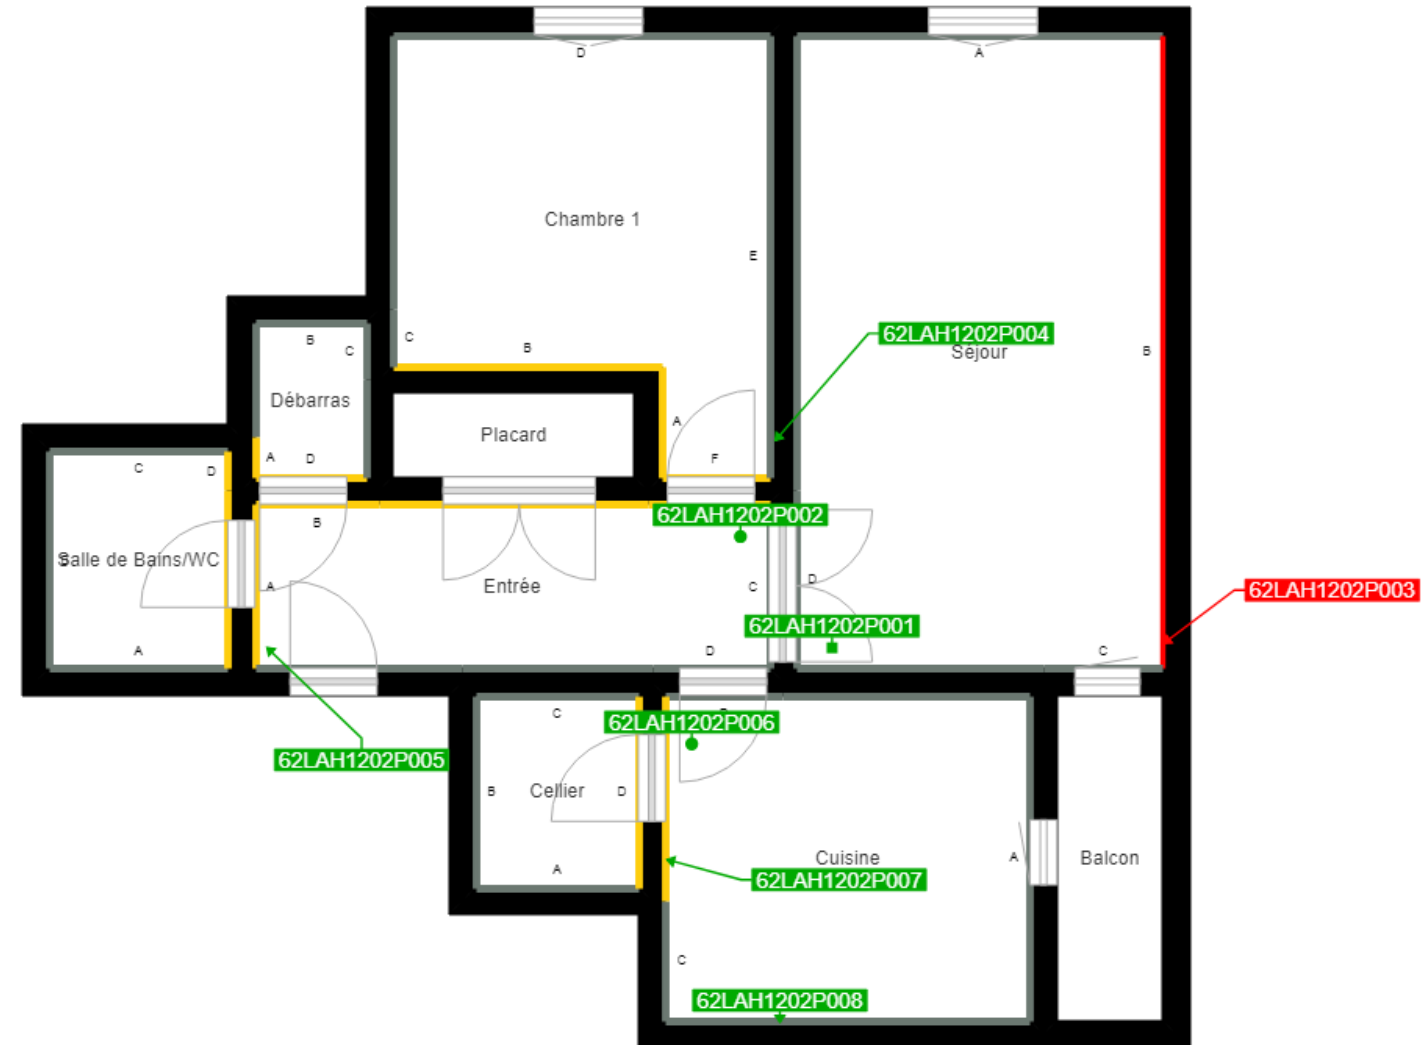 D
A
Chambre 1
E
62LAH1202P004
Séjour
B
B
C
C
B
Débarras
A
D
Placard
A
F
C
D
62LAH1202P002
B
Salle de Bains/WC
A
Entrée
C
D
62LAH1202P003
62LAH1202P001
A
D
C
C
62LAH1202P006
62LAH1202P005
B
Cellier
D
Cuisine
A
Balcon
A
62LAH1202P007
C
62LAH1202P008